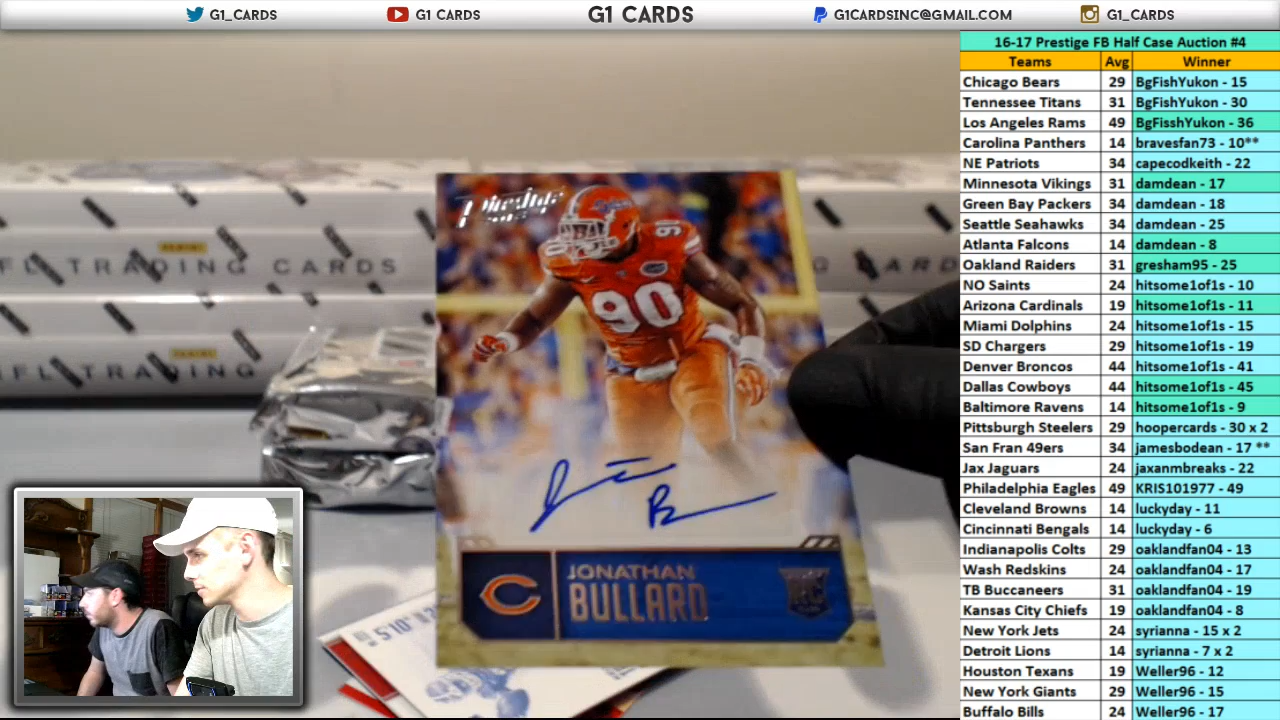 G1_CARDS
G1 CARDS
G1 CARDS
G1CARDSINC@GMAIL.COM
G1_CARDS
16-17 Prestige FB Half Case Auction #4
Teams Avg Winner
Chicago Bears 29 BgFishYukon - 15
Tennessee Titans 31 BgFishYukon - 30
Los Angeles Rams 49 BgFisshYukon - 36
Carolina Panthers 14 bravesfan73 - 10**
NE Patriots 34 capecodkeith - 22
Minnesota Vikings 31 damdean - 17
Green Bay Packers 34 damdean - 18
Seattle Seahawks 34 damdean - 25
Atlanta Falcons 14 damdean - 8
Oakland Raiders 31 gresham95 - 25
NO Saints 24 hitsome1of1s - 10
Arizona Cardinals 19 hitsome1of1s - 11
Miami Dolphins 24 hitsome1of1s - 15
SD Chargers 29 hitsome1of1s - 19
Denver Broncos 44 hitsome1of1s - 41
Dallas Cowboys 44 hitsome1of1s - 45
Baltimore Ravens 14 hitsome1of1s - 9
Pittsburgh Steelers 29 hoopercards - 30 x 2
San Fran 49ers 34 jamesbodean - 17 **
Jax Jaguars 24 jaxanmbreaks - 22
Philadelphia Eagles 49 KRIS101977 - 49
Cleveland Browns 14 luckyday - 11
Cincinnati Bengals 14 luckyday - 6
Indianapolis Colts 29 oaklandfan04 - 13
Wash Redskins 24 oaklandfan04 - 17
TB Buccaneers 31 oaklandfan04 - 19
Kansas City Chiefs 19 oaklandfan04 - 8
New York Jets 24 syrianna - 15 x 2
Detroit Lions 14 syrianna - 7 x 2
Houston Texans 19 Weller96 - 12
New York Giants 29 Weller96 - 15
Buffalo Bills 24 Weller96 - 17
PANINI
FL TRADING CARDS
PANINI
FL TRADING
Prestige
90
90
JONATHAN
BULLARD
RC